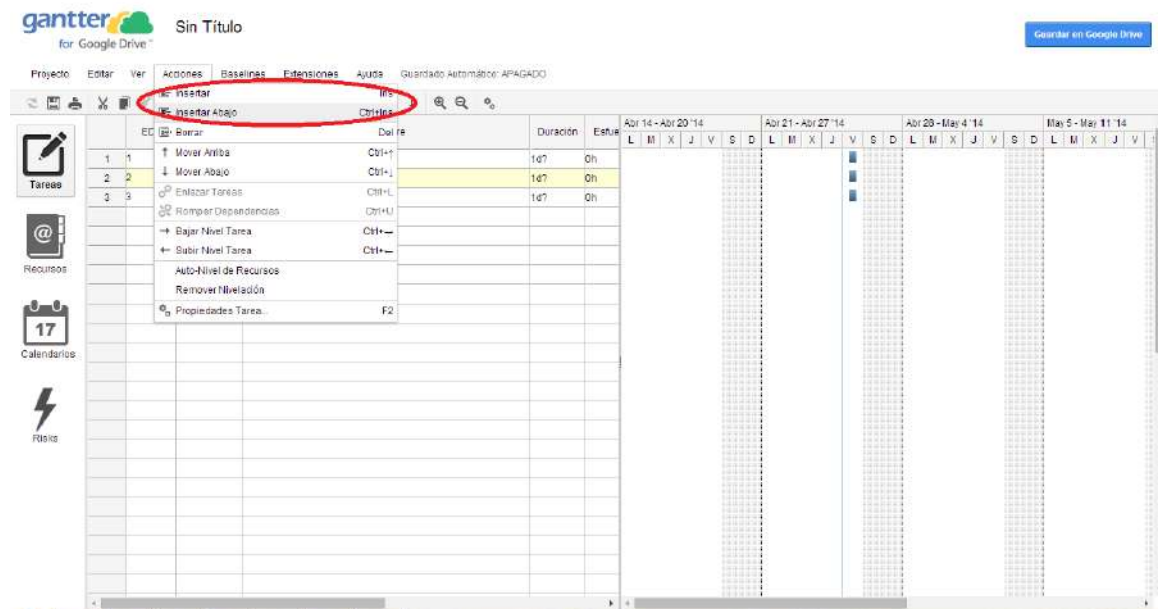 gantter
for Google Drive™
Sin Título
Guardar en Google Drive
Proyecto Editar Ver Acciones Baselines Extensiones Ayuda Guardado Automático: APAGADO
Insertar Ins
Insertar Abajo Ctrl+Ins
Borrar Del
Mover Arriba Ctrl+↑
Mover Abajo Ctrl+↓
Enlazar Tareas Ctrl+L
Romper Dependencias Ctrl+U
Bajar Nivel Tarea Ctrl+
Subir Nivel Tarea Ctrl+
Auto-Nivel de Recursos
Remover Nivelación
Propiedades Tarea... F2
ED re Duración Esfue
Abr 14 - Abr 20 '14 Abr 21 - Abr 27 '14 Abr 28 - May 4 '14 May 5 - May 11 '14
L M X J V S D L M X J V S D L M X J V S D L M X J V
1 1 1d? 0h
2 2 1d? 0h
3 3 1d? 0h
Tareas
@
Recursos
17
Calendarios
Risks